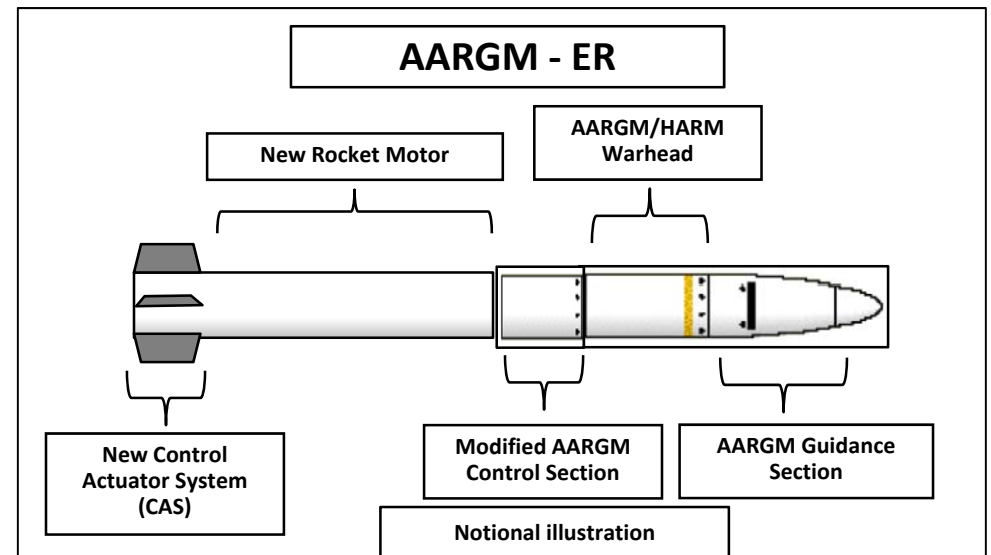 AARGM - ER
AARGM/HARM
Warhead
New Rocket Motor
New Control
Actuator System
(CAS)
Modified AARGM
Control Section
AARGM Guidance
Section
Notional illustration